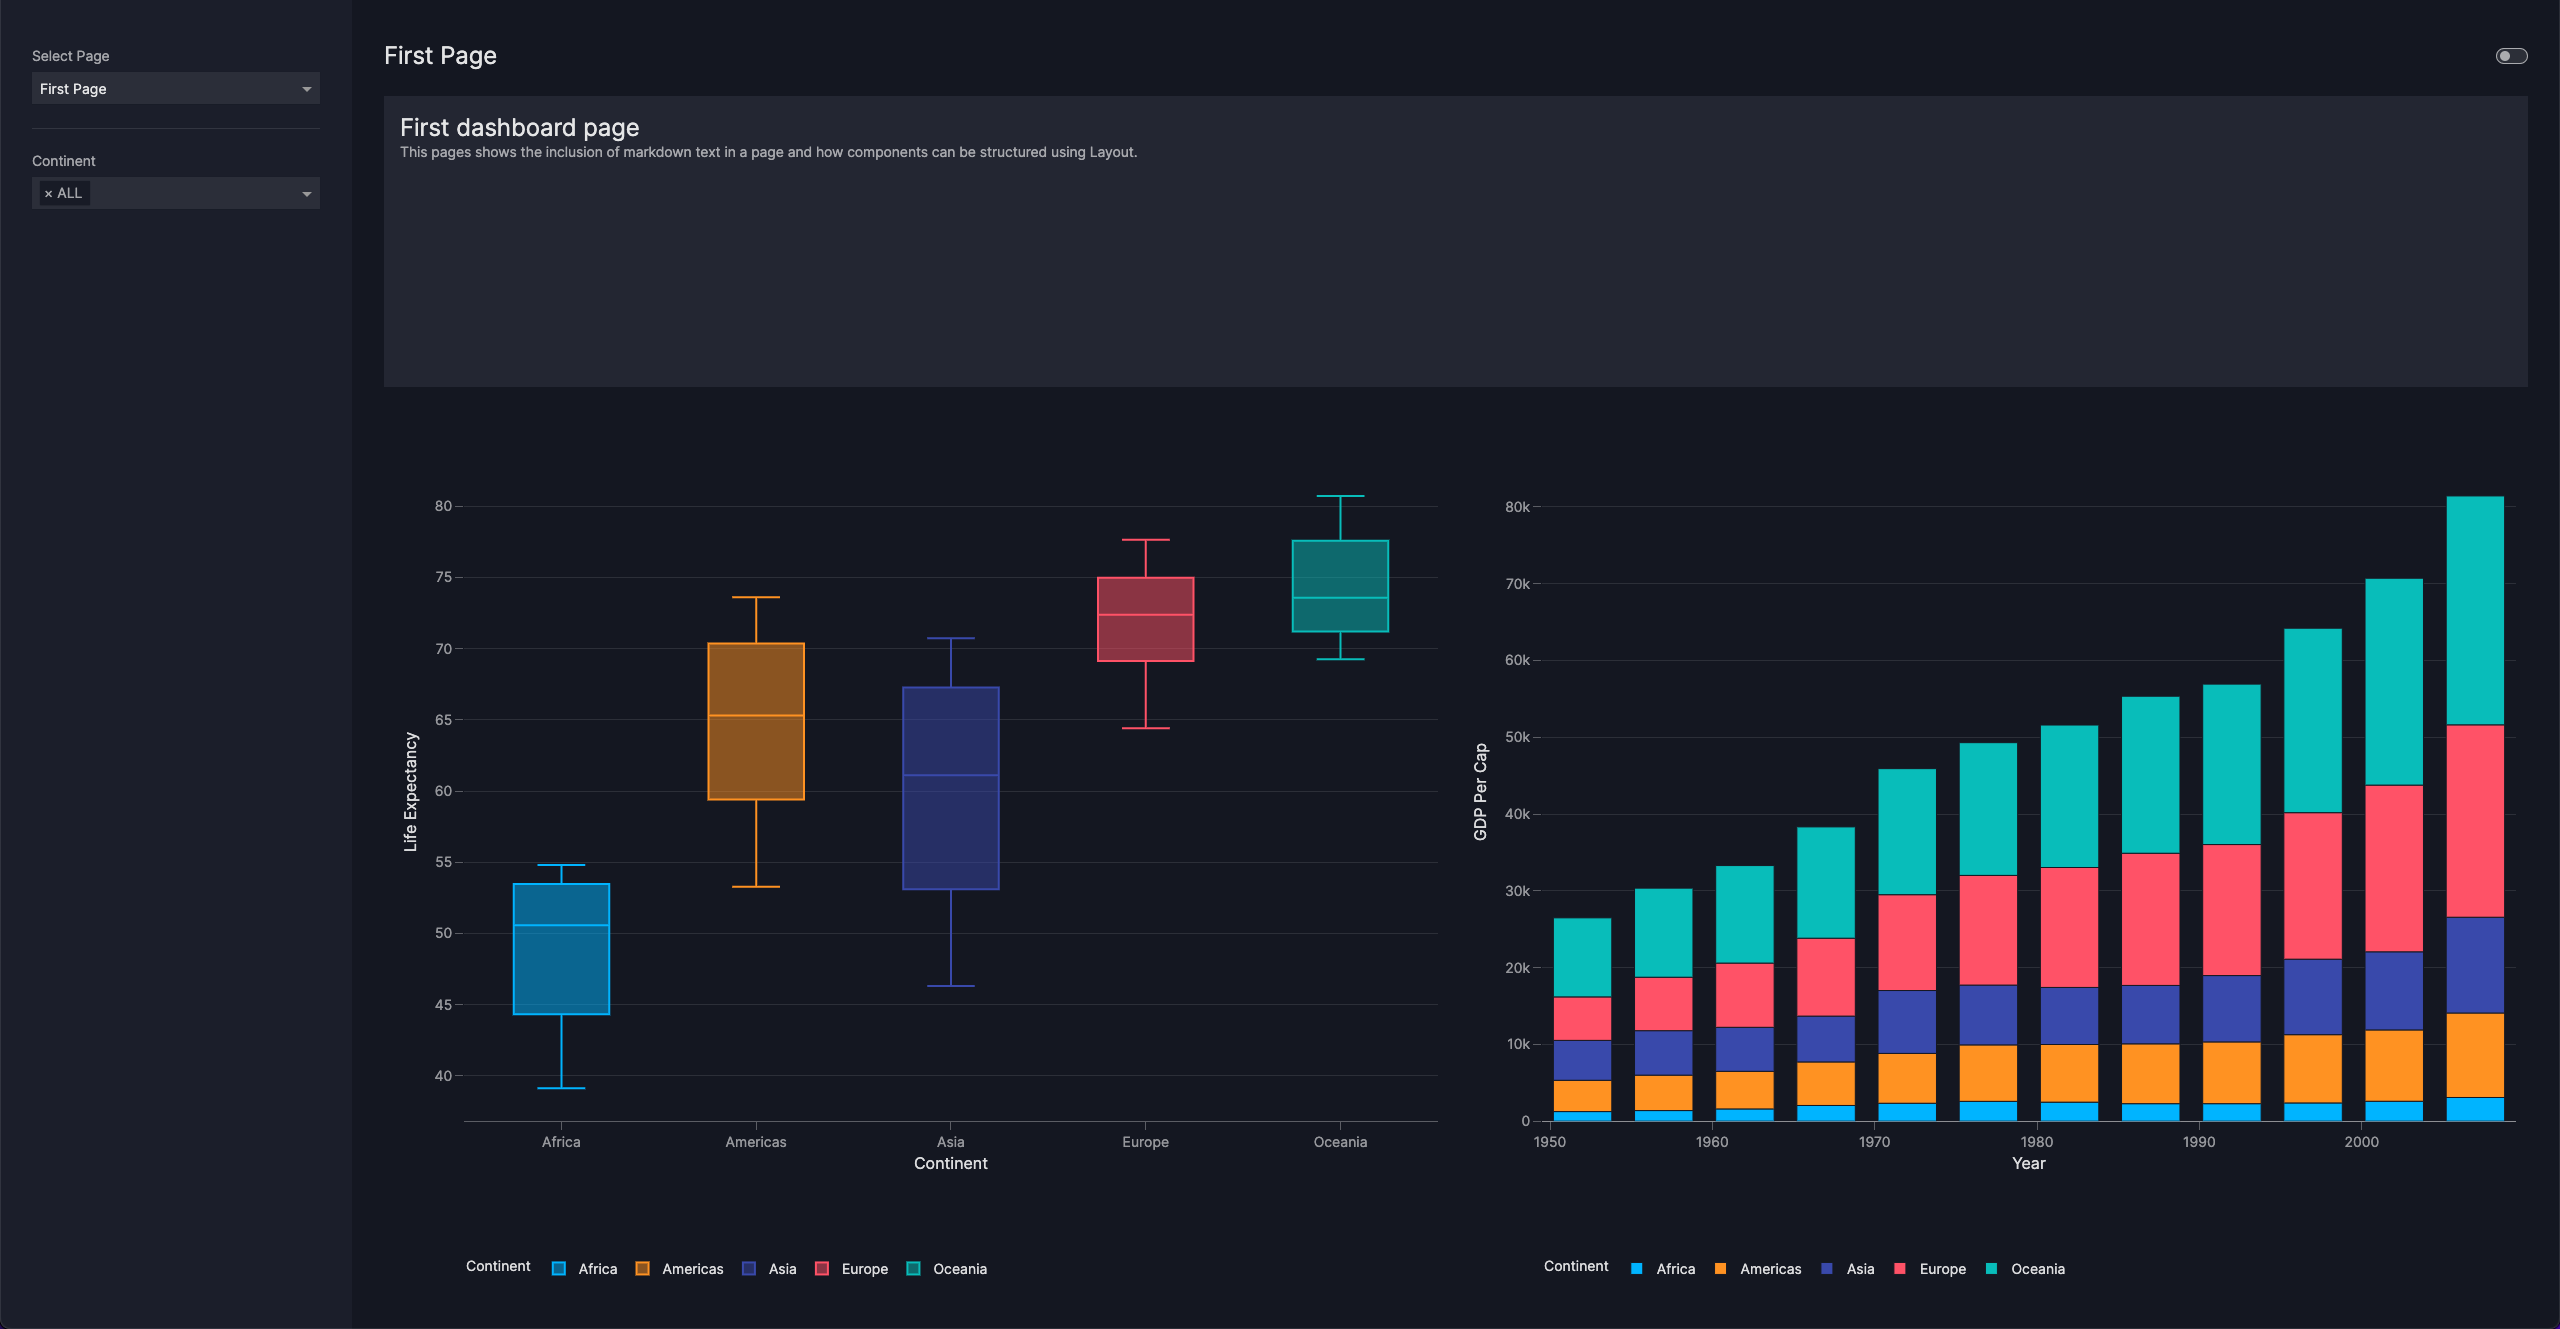 Select Page
First Page
Continent
× ALL
First Page
First dashboard page
This pages shows the inclusion of markdown text in a page and how components can be structured using Layout.
Life Expectancy
80
75
70
65
60
55
50
45
40
Africa Americas Asia Europe Oceania
Continent
Continent Africa Americas Asia Europe Oceania
GDP Per Cap
80k
70k
60k
50k
40k
30k
20k
10k
0
1950 1960 1970 1980 1990 2000
Year
Continent Africa Americas Asia Europe Oceania